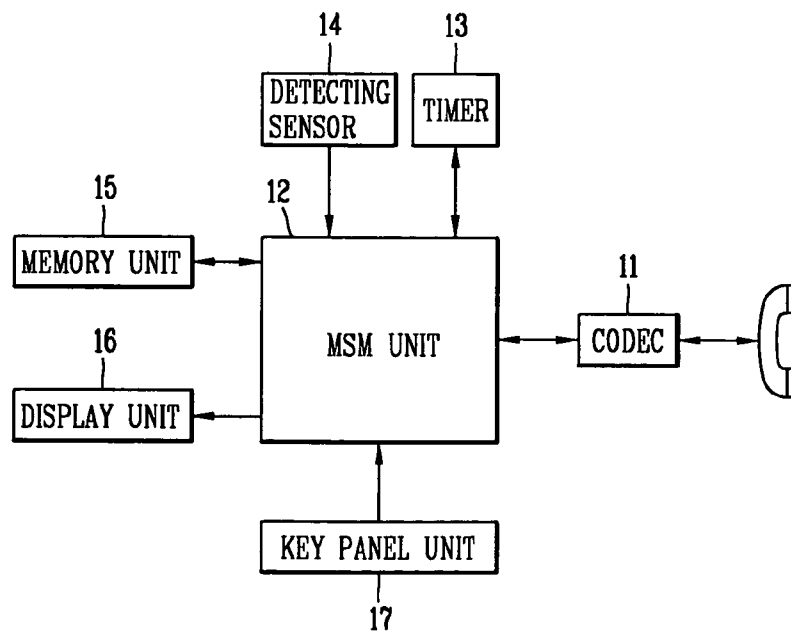 14
13
DETECTING
SENSOR
TIMER
15
12
MEMORY UNIT
11
MSM UNIT
CODEC
16
DISPLAY UNIT
KEY PANEL UNIT
17